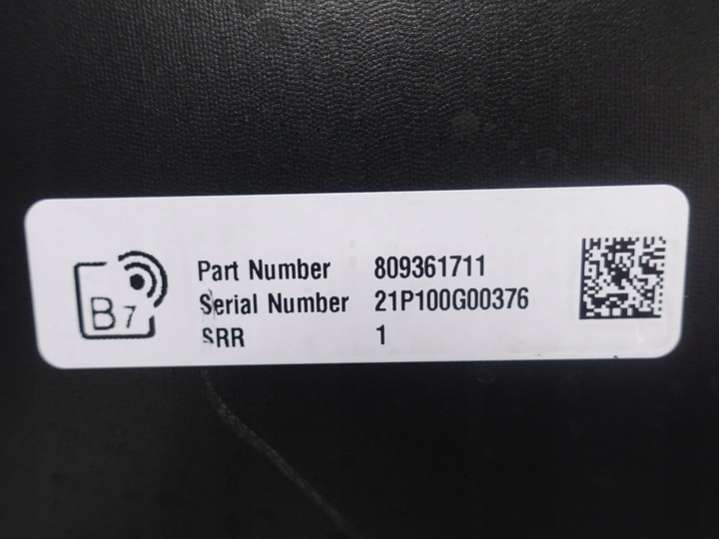 B7
Part Number 809361711
Serial Number 21P100G00376
SRR 1